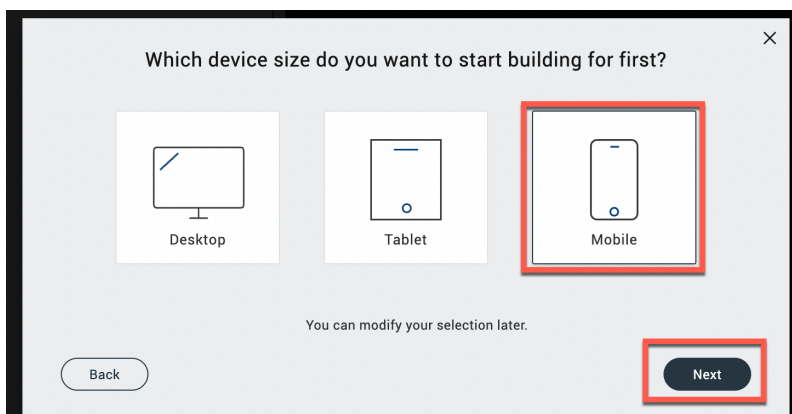 Which device size do you want to start building for first?
Desktop
Tablet
Mobile
You can modify your selection later.
Back
Next